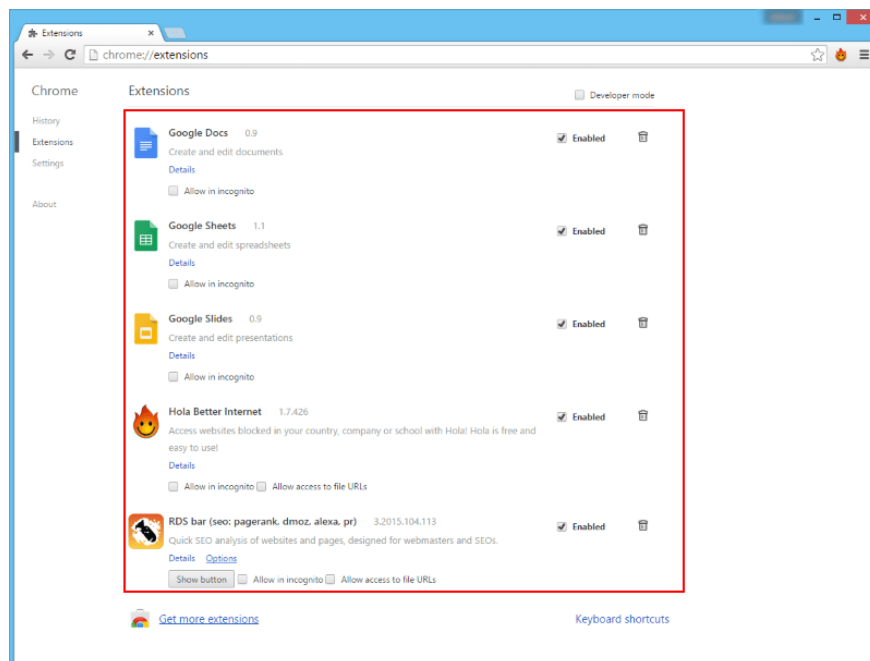 Extensions
chrome://extensions
Chrome
Extensions
Developer mode
History
Extensions
Settings
About
Google Docs 0.9
Enabled
Create and edit documents
Details
Allow in incognito
Google Sheets 1.1
Enabled
Create and edit spreadsheets
Details
Allow in incognito
Google Slides 0.9
Enabled
Create and edit presentations
Details
Allow in incognito
Hola Better Internet 1.7.426
Enabled
Access websites blocked in your country, company or school with Hola! Hola is free and
easy to use!
Details
Allow in incognito Allow access to file URLs
RDS bar (seo: pagerank, dmoz, alexa, pr) 3.2015.104.113
Enabled
Quick SEO analysis of websites and pages, designed for webmasters and SEOs.
Details Options
Show button Allow in incognito Allow access to file URLs
Get more extensions
Keyboard shortcuts